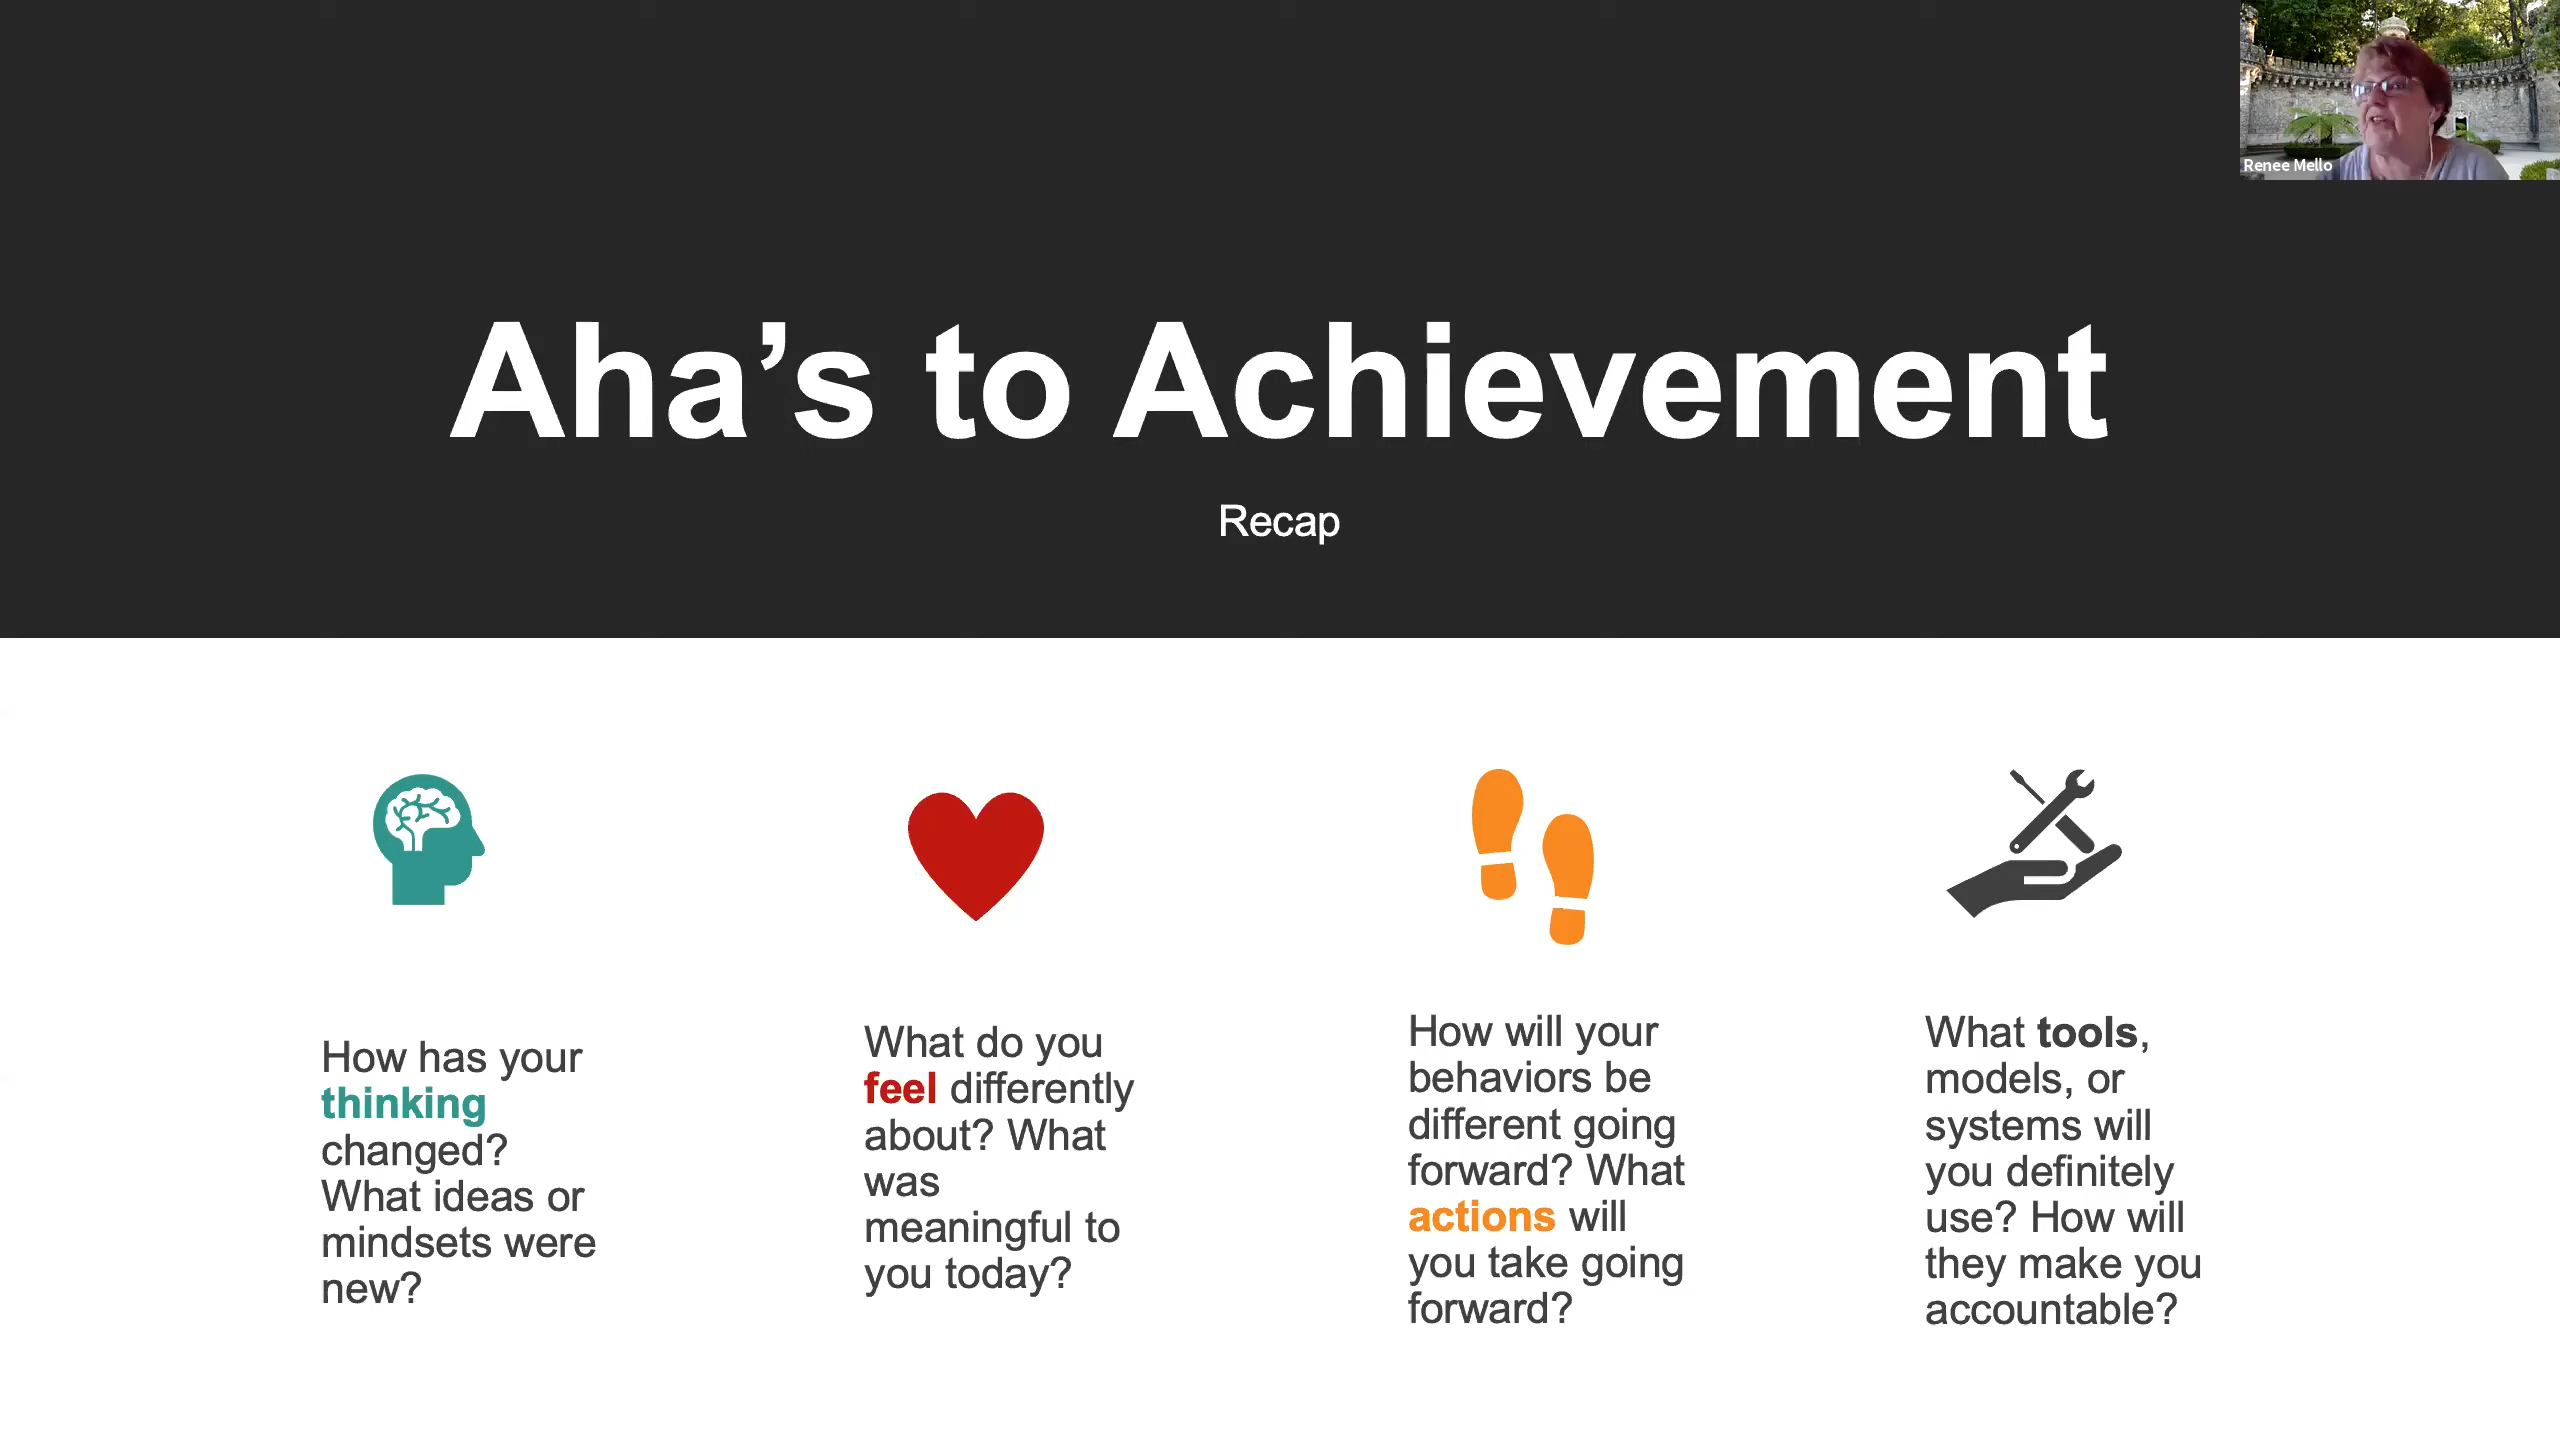 Renee Mello
Aha’s to Achievement
Recap
How has your
thinking
changed?
What ideas or
mindsets were
new?
What do you
feel differently
about? What
was
meaningful to
you today?
How will your
behaviors be
different going
forward? What
actions will
you take going
forward?
What tools,
models, or
systems will
you definitely
use? How will
they make you
accountable?